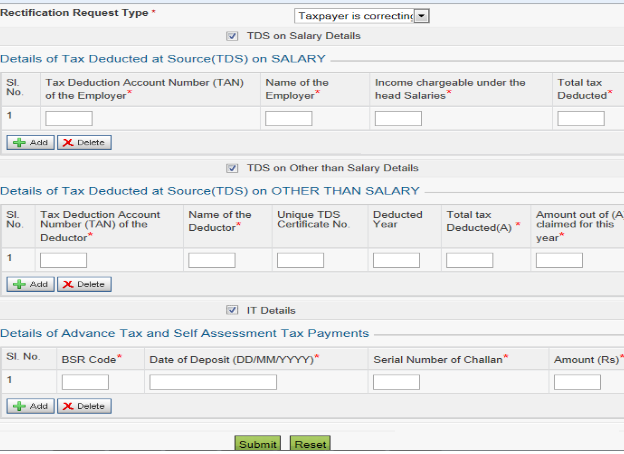 Rectification Request Type *
Taxpayer is correcting
TDS on Salary Details
Details of Tax Deducted at Source(TDS) on SALARY
Sl. No. Tax Deduction Account Number (TAN) of the Employer* Name of the Employer* Income chargeable under the head Salaries* Total tax Deducted*
1
Add Delete
TDS on Other than Salary Details
Details of Tax Deducted at Source(TDS) on OTHER THAN SALARY
Sl. No. Tax Deduction Account Number (TAN) of the Deductor* Name of the Deductor* Unique TDS Certificate No. Deducted Year Total tax Deducted(A) * Amount out of (A) claimed for this year*
1
Add Delete
IT Details
Details of Advance Tax and Self Assessment Tax Payments
Sl. No. BSR Code* Date of Deposit (DD/MM/YYYY)* Serial Number of Challan* Amount (Rs)*
1
Add Delete
Submit Reset